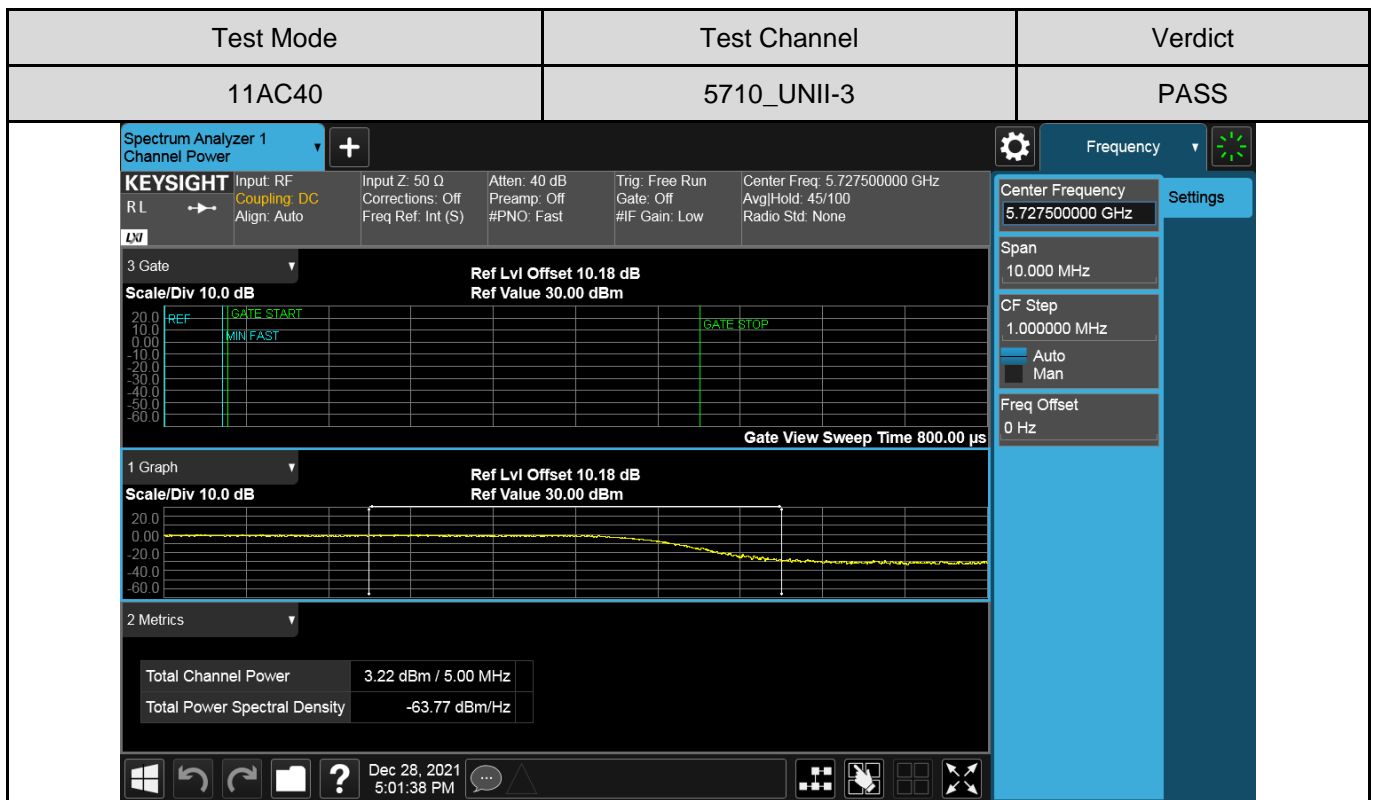 Test Mode Test Channel Verdict
11AC40 5710_UNII-3 PASS
Spectrum Analyzer 1
Channel Power
Frequency
KEYSIGHT Input: RF Input Z: 50 Ω Atten: 40 dB Trig: Free Run Center Freq: 5.727500000 GHz
RL Coupling: DC Corrections: Off Preamp: Off Gate: Off Avg|Hold: 45/100
Align: Auto Freq Ref: Int (S) #PNO: Fast #IF Gain: Low Radio Std: None
LXI
Center Frequency
5.727500000 GHz
Settings
Span
10.000 MHz
CF Step
1.000000 MHz
Auto
Man
Freq Offset
0 Hz
3 Gate
Ref Lvl Offset 10.18 dB
Scale/Div 10.0 dB Ref Value 30.00 dBm
20.0
10.0
0.00
-10.0
-20.0
-30.0
-40.0
-50.0
-60.0
REF
GATE START
MIN FAST
GATE STOP
Gate View Sweep Time 800.00 µs
1 Graph
Ref Lvl Offset 10.18 dB
Scale/Div 10.0 dB Ref Value 30.00 dBm
20.0
0.00
-20.0
-40.0
-60.0
2 Metrics
Total Channel Power 3.22 dBm / 5.00 MHz
Total Power Spectral Density -63.77 dBm/Hz
?
Dec 28, 2021
5:01:38 PM